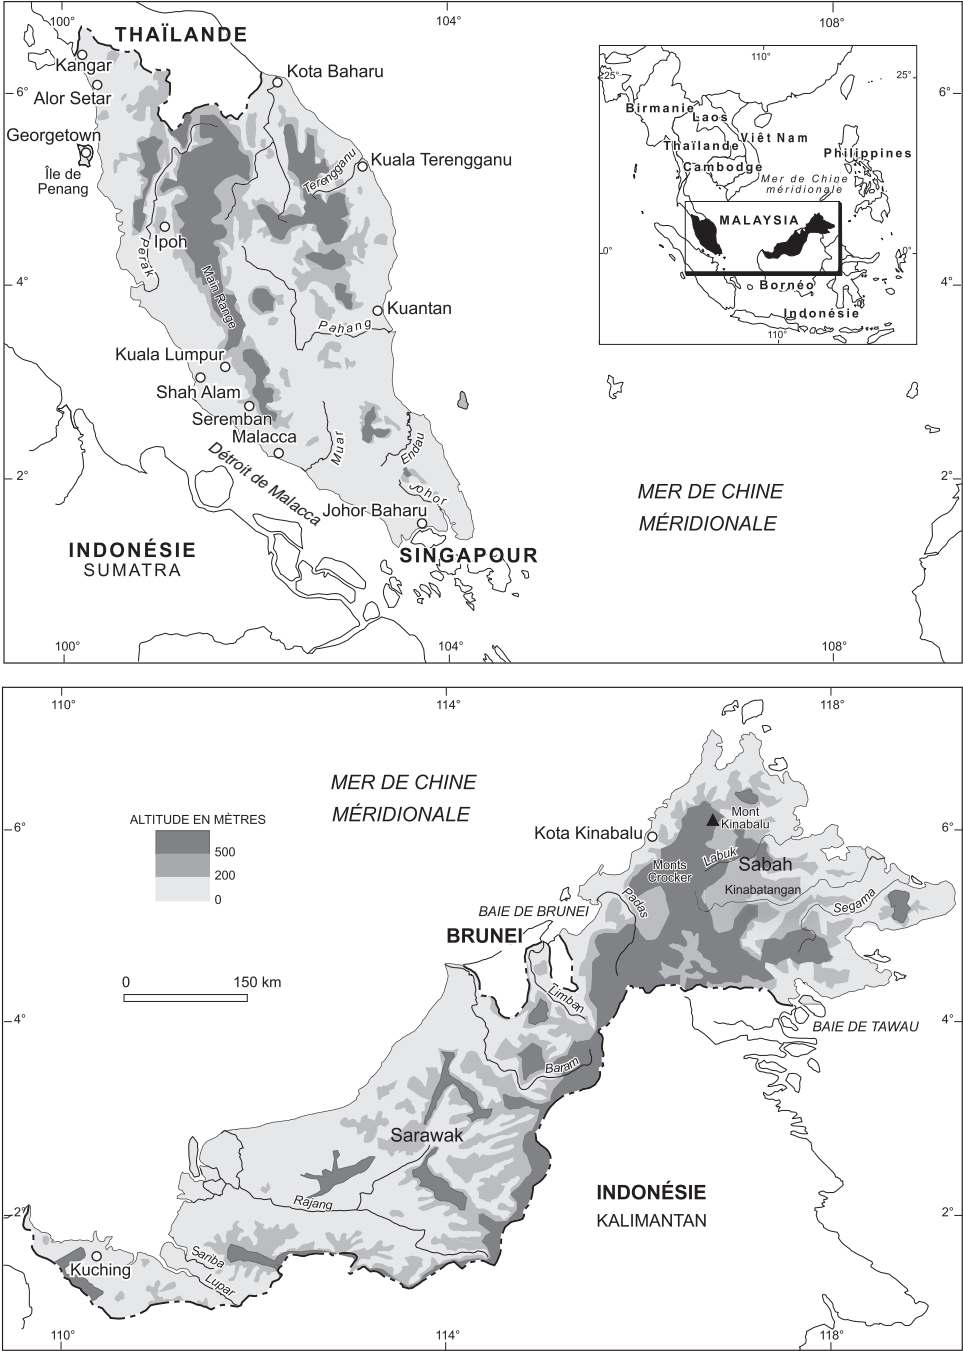 100°
104°
108°
THAÏLANDE
Kangar
Kota Baharu
Alor Setar
6°
6°
Georgetown
Île de
Penang
Kuala Terengganu
Terengganu
Ipoh
Perak
Main Range
4°
4°
Kuantan
Pahang
Kuala Lumpur
Shah Alam
Seremban
Malacca
Muar
Endau
Détroit de Malacca
2°
2°
Johor
Johor Baharu
SINGAPOUR
INDONÉSIE
SUMATRA
MER DE CHINE
MÉRIDIONALE
100°
104°
108°
110°
25°
25°
Birmanie
Laos
Viêt Nam
Thaïlande
Cambodge
Philippines
Mer de Chine
méridionale
MALAYSIA
0°
0°
Bornéo
Indonésie
110°
110°
114°
118°
MER DE CHINE
MÉRIDIONALE
ALTITUDE EN MÈTRES
500
200
0
6°
6°
Mont
Kinabalu
Kota Kinabalu
Labuk
Sabah
Monts
Crocker
Kinabatangan
Padas
Segama
BAIE DE BRUNEI
BRUNEI
0
150 km
Limban
4°
4°
BAIE DE TAWAU
Baram
Sarawak
Rajang
INDONÉSIE
KALIMANTAN
2°
2°
Sariba
Kuching
Lupar
110°
114°
118°